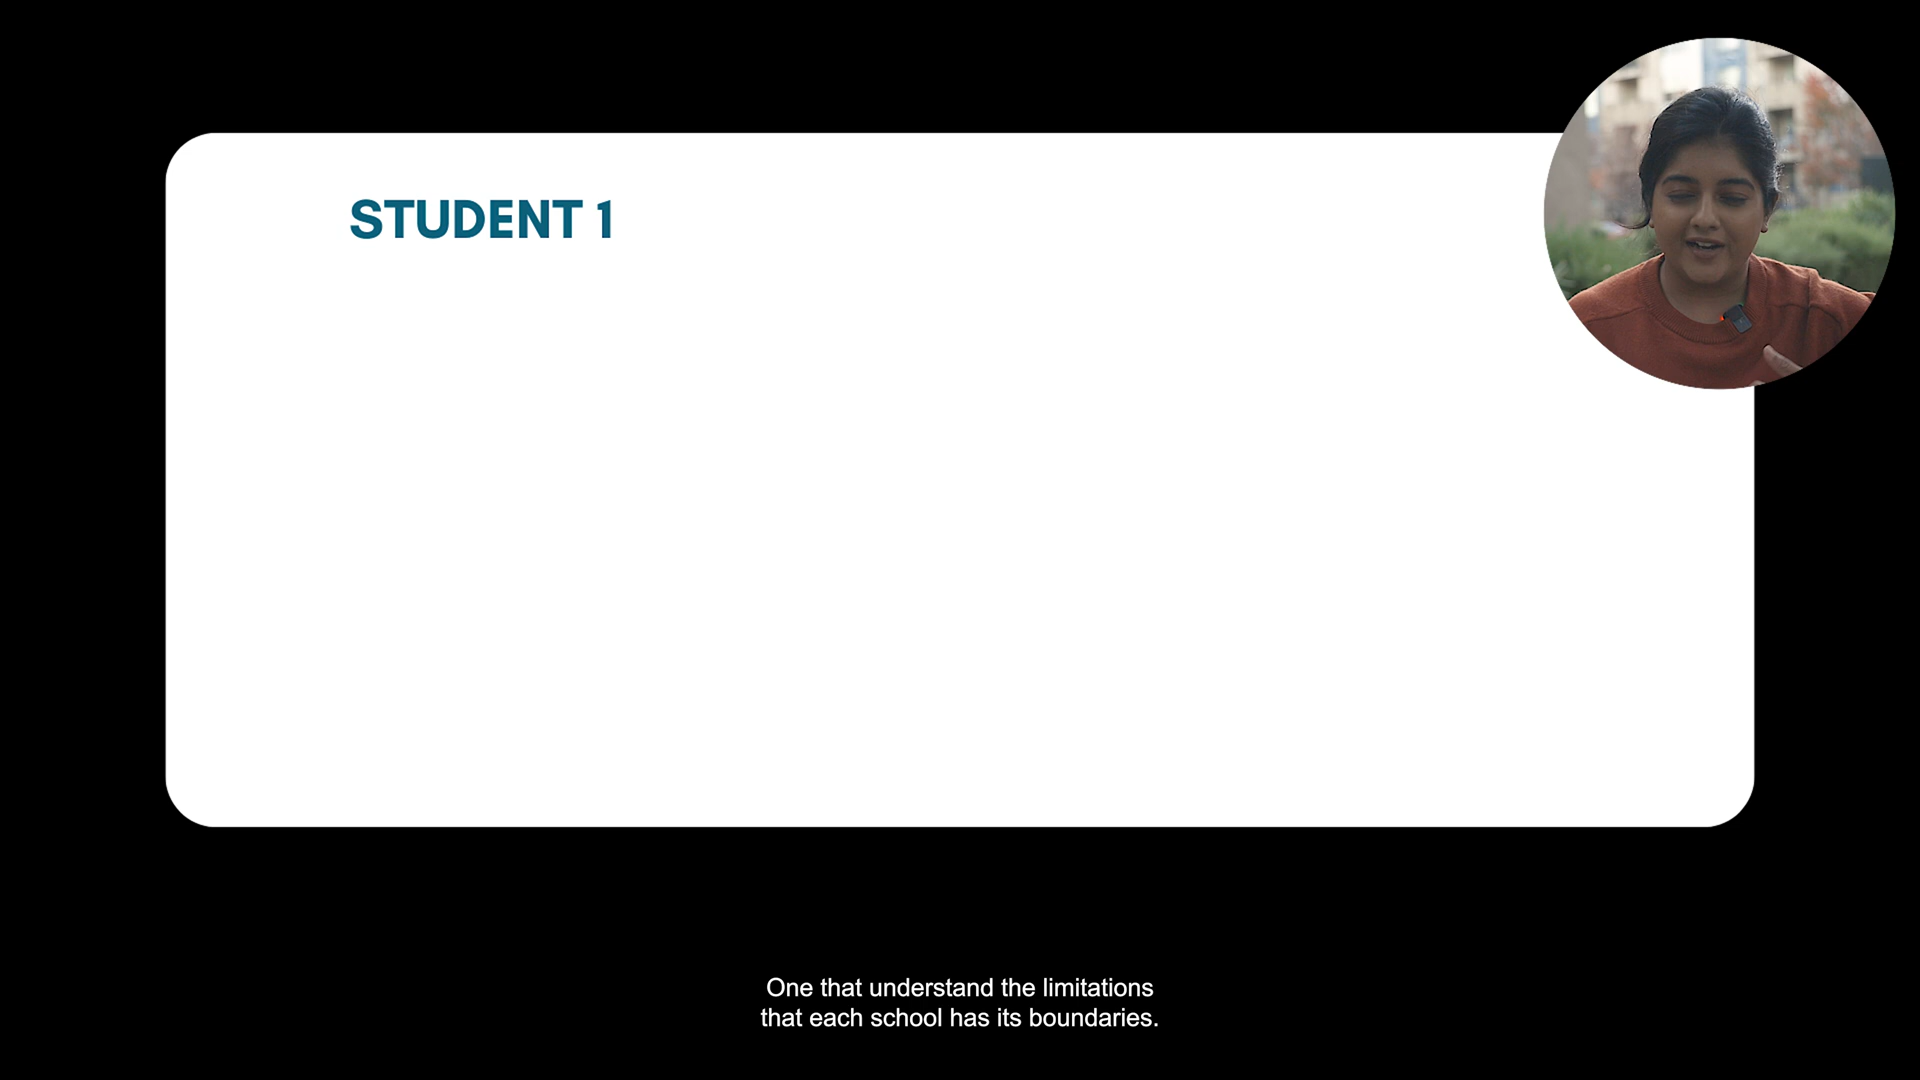 STUDENT 1
One that understand the limitations
that each school has its boundaries.